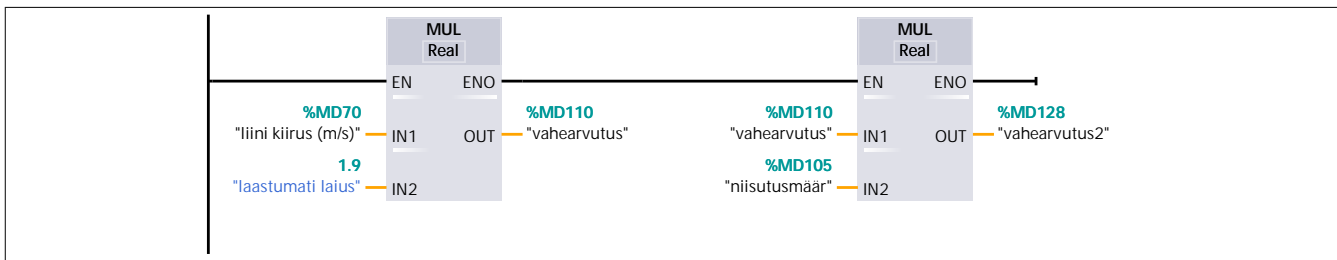 MUL
Real
EN ENO
%MD70
"liini kiirus (m/s)" IN1
OUT %MD110
"vahearvutus"
1.9
"laastumati laius" IN2
MUL
Real
EN ENO
%MD110
"vahearvutus" IN1
OUT %MD128
"vahearvutus2"
%MD105
"niisutusmäär" IN2